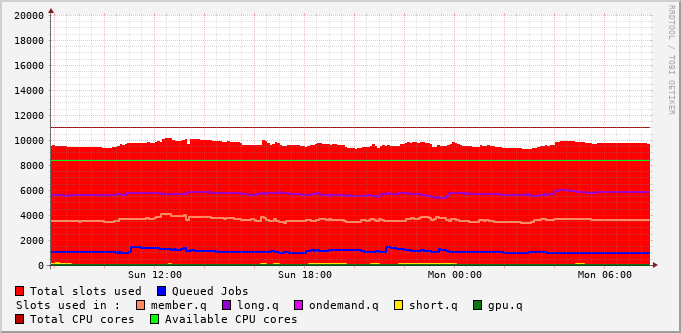 20000
18000
16000
14000
12000
10000
8000
6000
4000
2000
0
Sun 12:00 Sun 18:00 Mon 00:00 Mon 06:00
RRDTOOL / TOBI OETIKER
Total slots used Queued Jobs
Slots used in : member.q long.q ondemand.q short.q gpu.q
Total CPU cores Available CPU cores